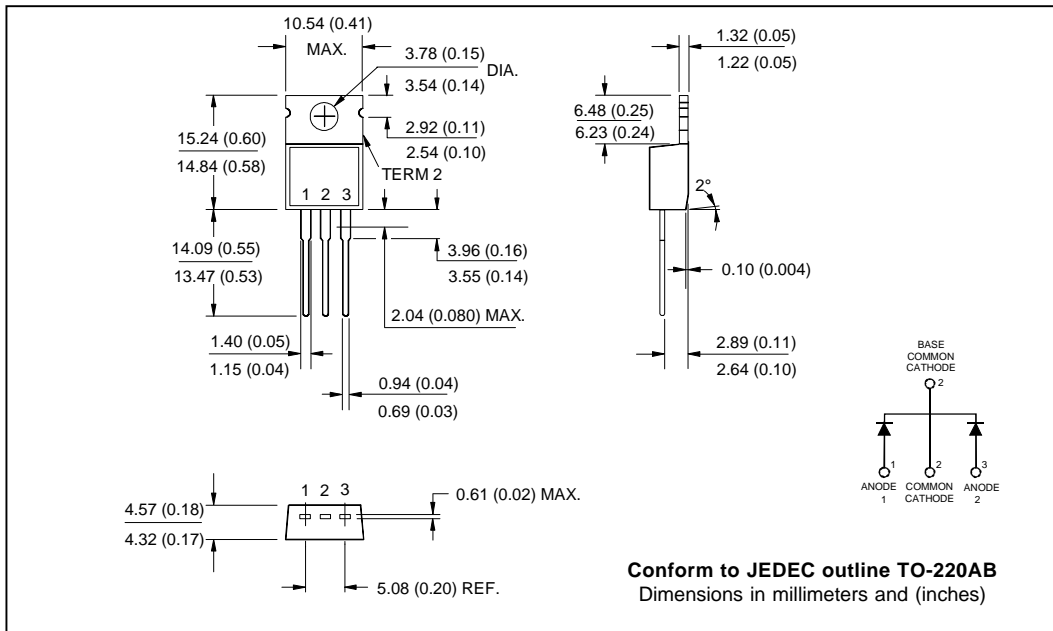 10.54 (0.41)
MAX.
3.78 (0.15)
3.54 (0.14)
DIA.
1.32 (0.05)
1.22 (0.05)
15.24 (0.60)
14.84 (0.58)
2.92 (0.11)
2.54 (0.10)
TERM 2
6.48 (0.25)
6.23 (0.24)
1 2 3
2°
14.09 (0.55)
13.47 (0.53)
3.96 (0.16)
3.55 (0.14)
0.10 (0.004)
2.04 (0.080) MAX.
1.40 (0.05)
1.15 (0.04)
2.89 (0.11)
2.64 (0.10)
0.94 (0.04)
0.69 (0.03)
BASE
COMMON
CATHODE
2
1
2
3
ANODE
1
COMMON
CATHODE
ANODE
2
1 2 3
0.61 (0.02) MAX.
4.57 (0.18)
4.32 (0.17)
5.08 (0.20) REF.
Conform to JEDEC outline TO-220AB
Dimensions in millimeters and (inches)